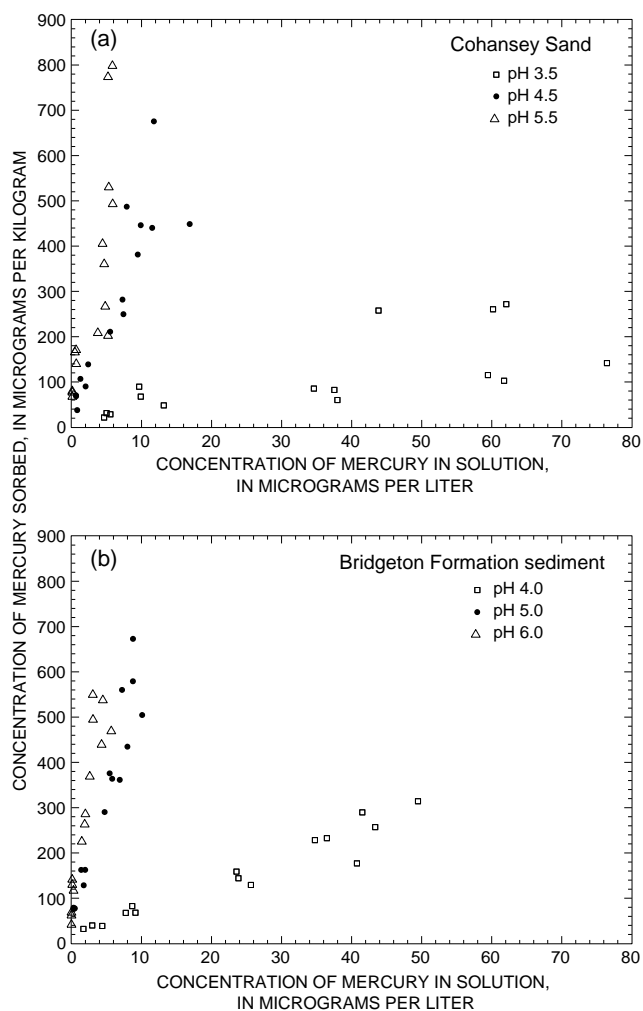 CONCENTRATION OF MERCURY SORBED, IN MICROGRAMS PER KILOGRAM
900
800
700
600
500
400
300
200
100
0
(a)
Cohansey Sand
pH 3.5
pH 4.5
pH 5.5
0 10 20 30 40 50 60 70 80
CONCENTRATION OF MERCURY IN SOLUTION,
IN MICROGRAMS PER LITER
900
800
700
600
500
400
300
200
100
0
(b)
Bridgeton Formation sediment
pH 4.0
pH 5.0
pH 6.0
0 10 20 30 40 50 60 70 80
CONCENTRATION OF MERCURY IN SOLUTION,
IN MICROGRAMS PER LITER